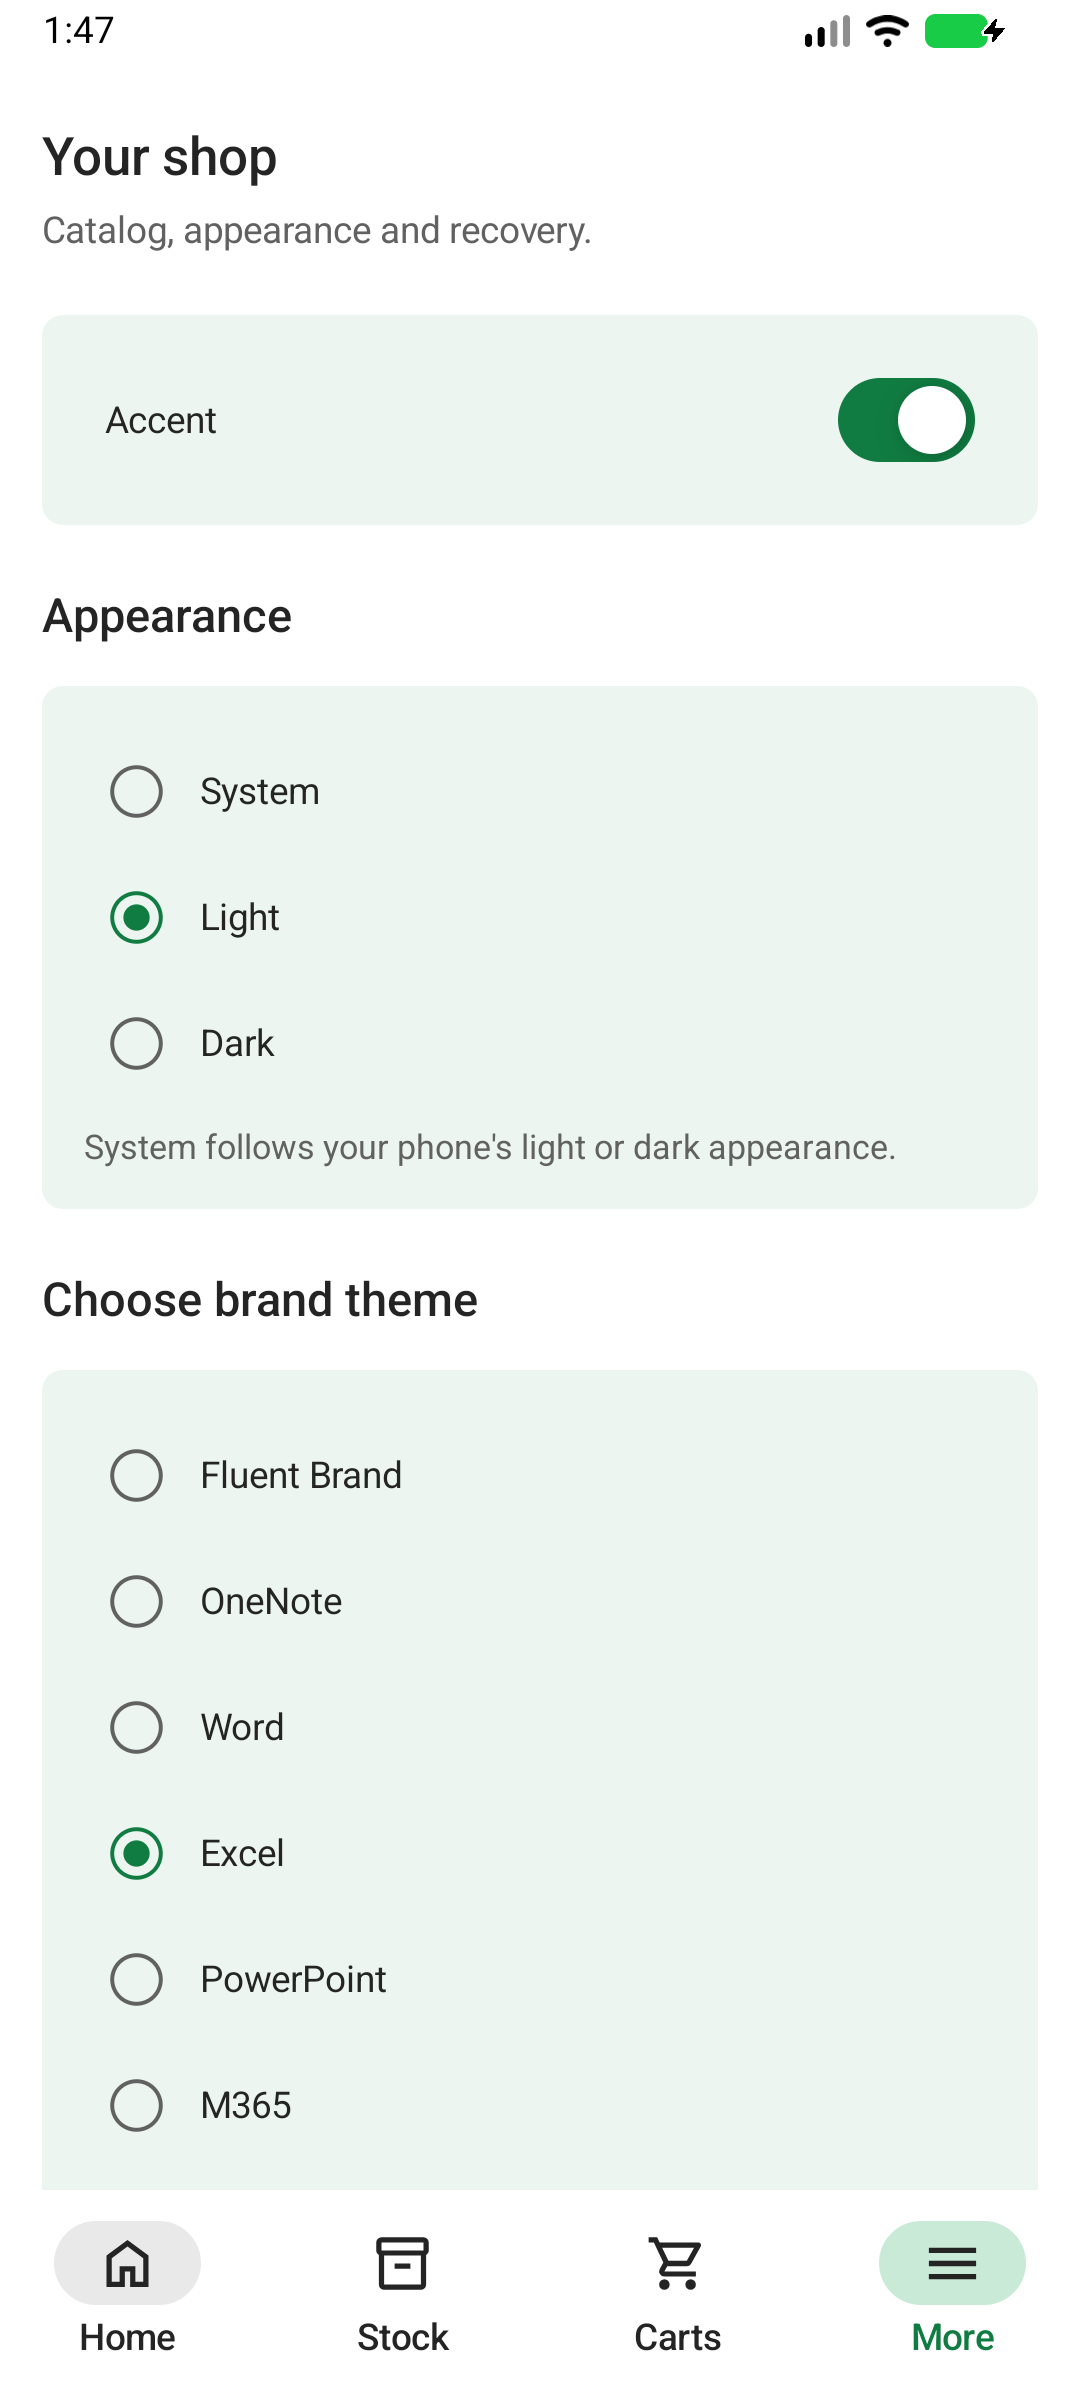 1:47
Your shop
Catalog, appearance and recovery.
Accent
Appearance
System
Light
Dark
System follows your phone's light or dark appearance.
Choose brand theme
Fluent Brand
OneNote
Word
Excel
PowerPoint
M365
Home
Stock
Carts
More